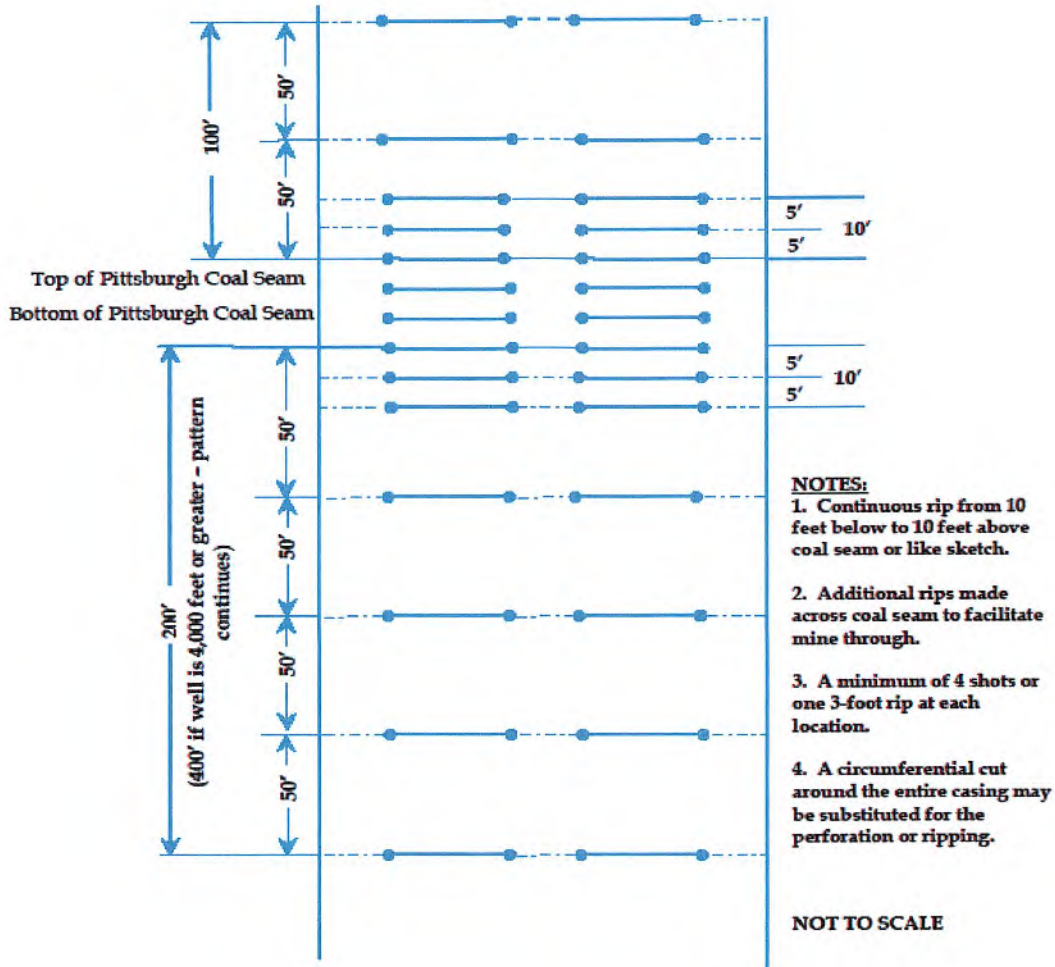 50'
100'
50'
5'
10'
5'
Top of Pittsburgh Coal Seam
Bottom of Pittsburgh Coal Seam
5'
10'
5'
50'
200'
(400' if well is 4,000 feet or greater – pattern
continues)
50'
50'
50'
NOTES:
1. Continuous rip from 10
feet below to 10 feet above
coal seam or like sketch.
2. Additional rips made
across coal seam to facilitate
mine through.
3. A minimum of 4 shots or
one 3-foot rip at each
location.
4. A circumferential cut
around the entire casing may
be substituted for the
perforation or ripping.
NOT TO SCALE